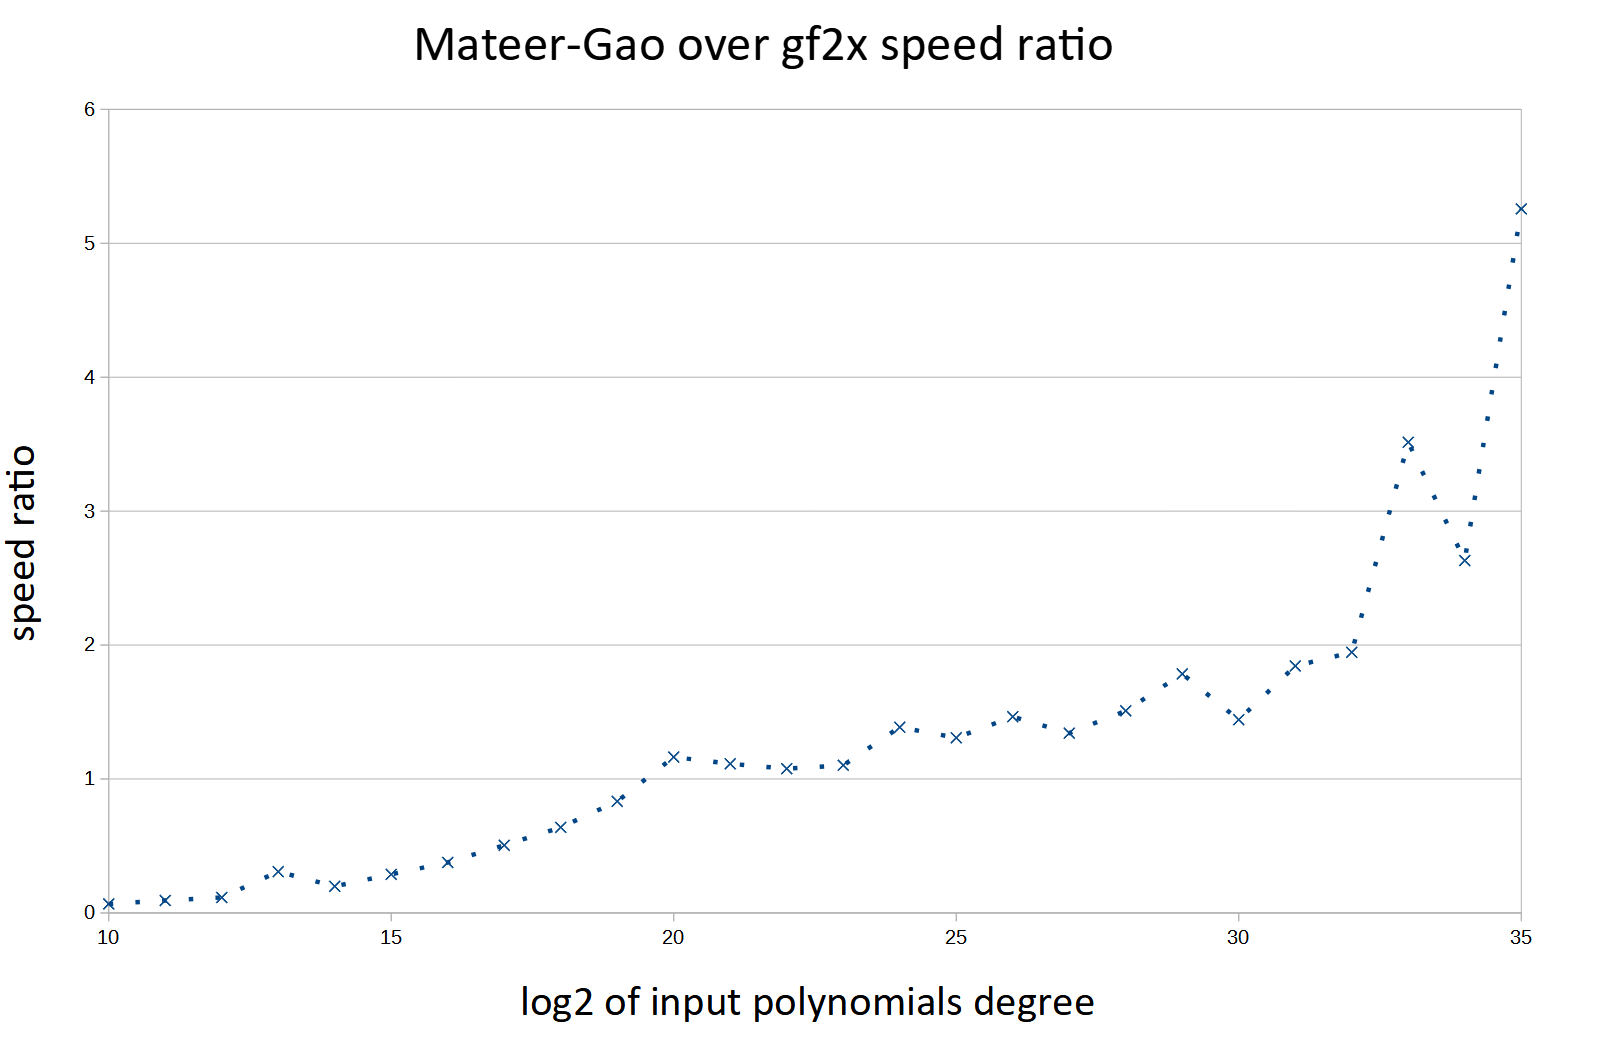 Mateer-Gao over gf2x speed ratio
6
5
4
3
2
1
0
speed ratio
10 15 20 25 30 35
log2 of input polynomials degree